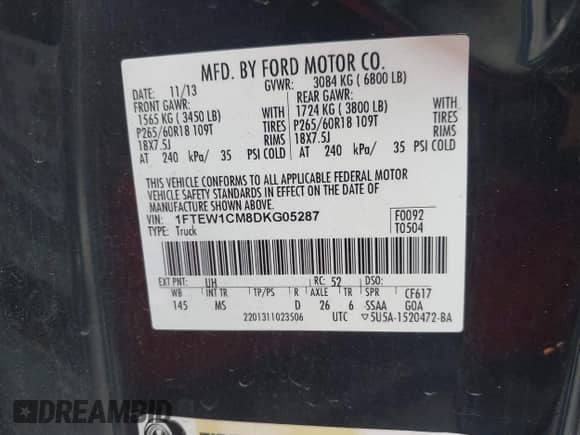 MFD. BY FORD MOTOR CO.
DATE: 11/13 GVWR: 3084 KG ( 6800 LB)
FRONT GAWR: REAR GAWR:
1565 KG ( 3450 LB) WITH 1724 KG ( 3800 LB) WITH
P265/60R18 109T TIRES P265/60R18 109T TIRES
18X7.5J RIMS 18X7.5J RIMS
AT 240 kPa/ 35 PSI COLD AT 240 kPa/ 35 PSI COLD
THIS VEHICLE CONFORMS TO ALL APPLICABLE FEDERAL MOTOR
VEHICLE SAFETY STANDARDS IN EFFECT ON THE DATE OF
MANUFACTURE SHOWN ABOVE.
VIN: 1FTEW1CM8DKG05287 F0092
TYPE: Truck T0504
EXT PNT: UH RC: 52 DSO:
WB INT TR TP/PS R AXLE TR SPR CF617
145 MS D 26 6 SSAA GOA
2201311023506 UTC ▽5U5A-1520472-BA
DREAMBID